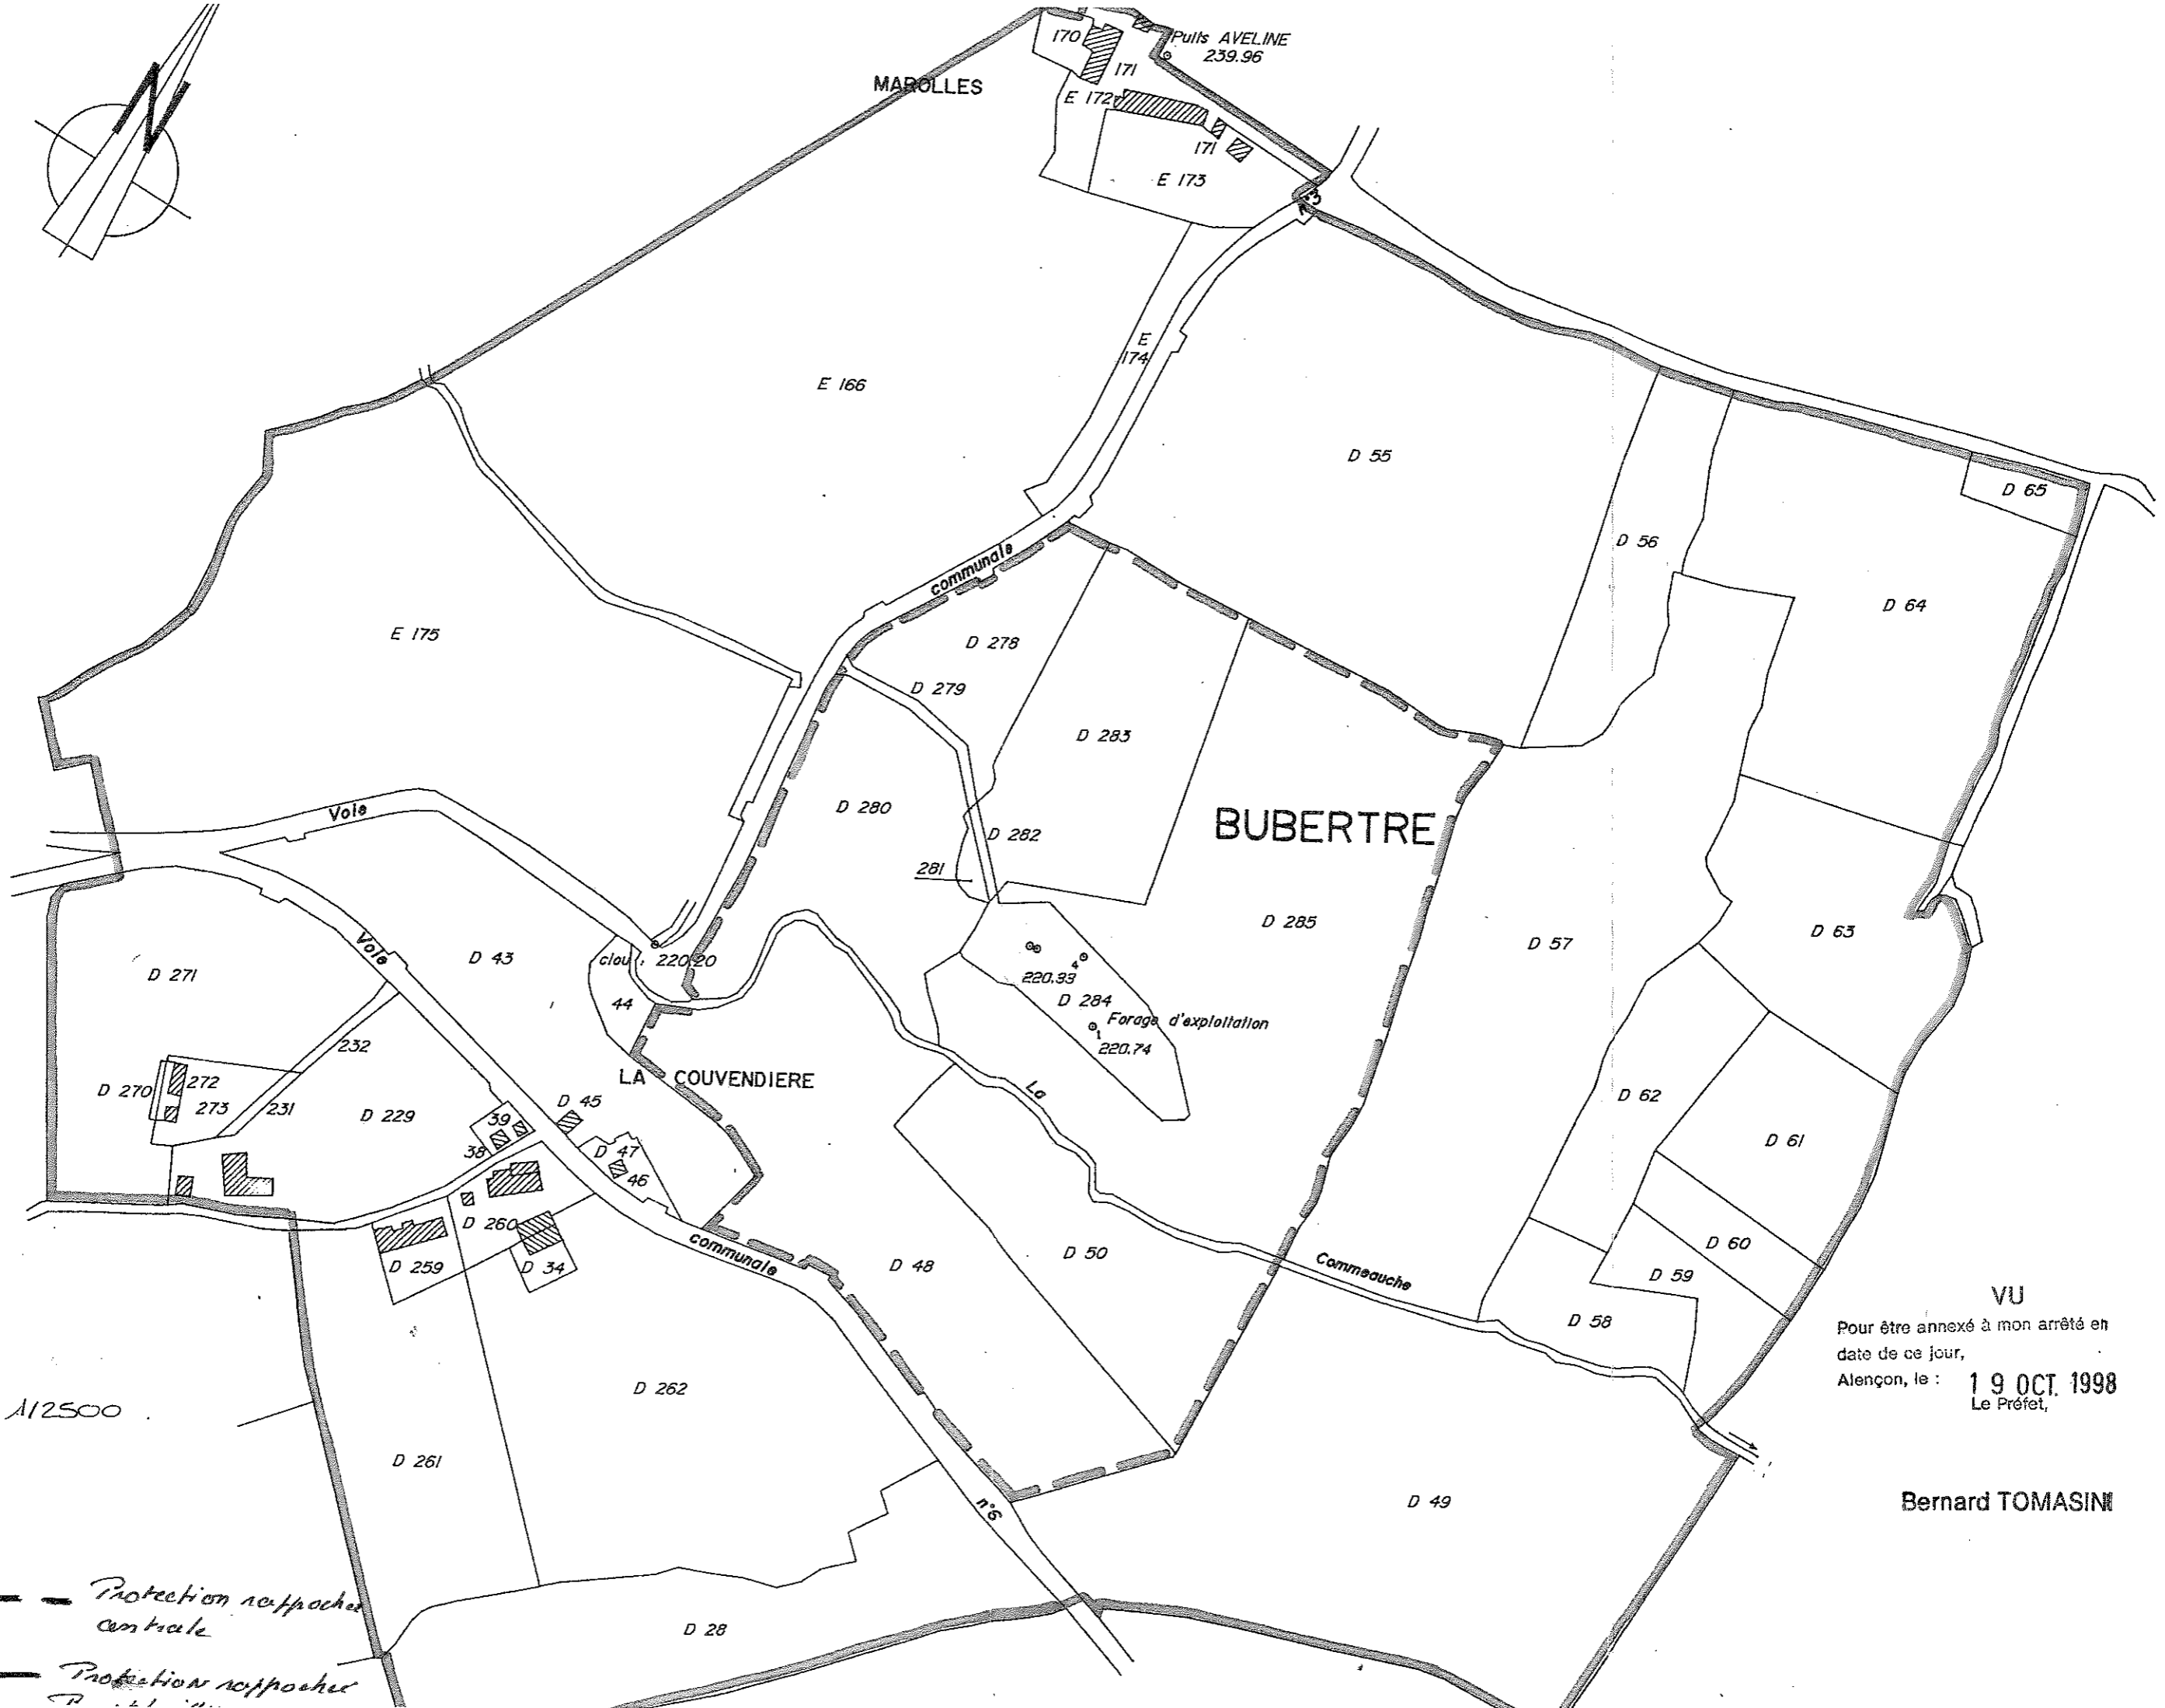 N
170
Puits AVELINE
239.96
171
MAROLLES
E 172
171
E 173
E
174
E 166
D 55
D 65
D 56
D 64
communale
E 175
D 278
D 279
D 283
D 280
BUBERTRE
Voie
D 282
281
D 285
Voie
D 43
clou : 220.20
D 271
D 57
D 63
44
220.33
4
D 284
Forage d'exploitation
1
220.74
232
LA COUVENDIERE
D 270
272
273
231
D 229
D 45
La
39
38
D 47
46
D 62
D 61
D 260
D 259
D 34
communale
D 48
D 50
Commeauche
D 60
D 59
D 58
VU
Pour être annexé à mon arrêté en
date de ce jour,
Alençon, le : 19 OCT. 1998
Le Préfet,
1/2500
D 262
D 261
n°6
D 49
Bernard TOMASINI
Protection rapprochée
centrale
D 28
Protection rapprochée